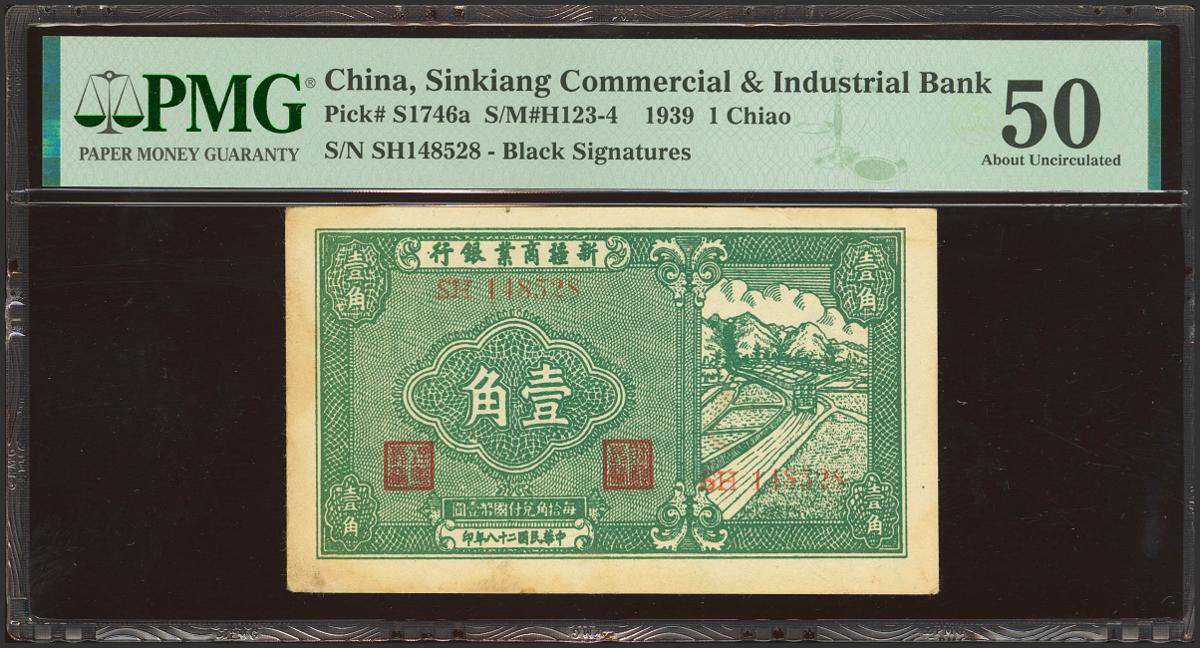 PMG®
PAPER MONEY GUARANTY
China, Sinkiang Commercial & Industrial Bank
Pick# S1746a S/M#H123-4 1939 1 Chiao
S/N SH148528 - Black Signatures
50
About Uncirculated
行銀業商疆新
壹角
壹角
SH 148528
角壹
SH 148528
壹角
壹角
圓壹幣國付兌角拾每
印年八十二國民華中